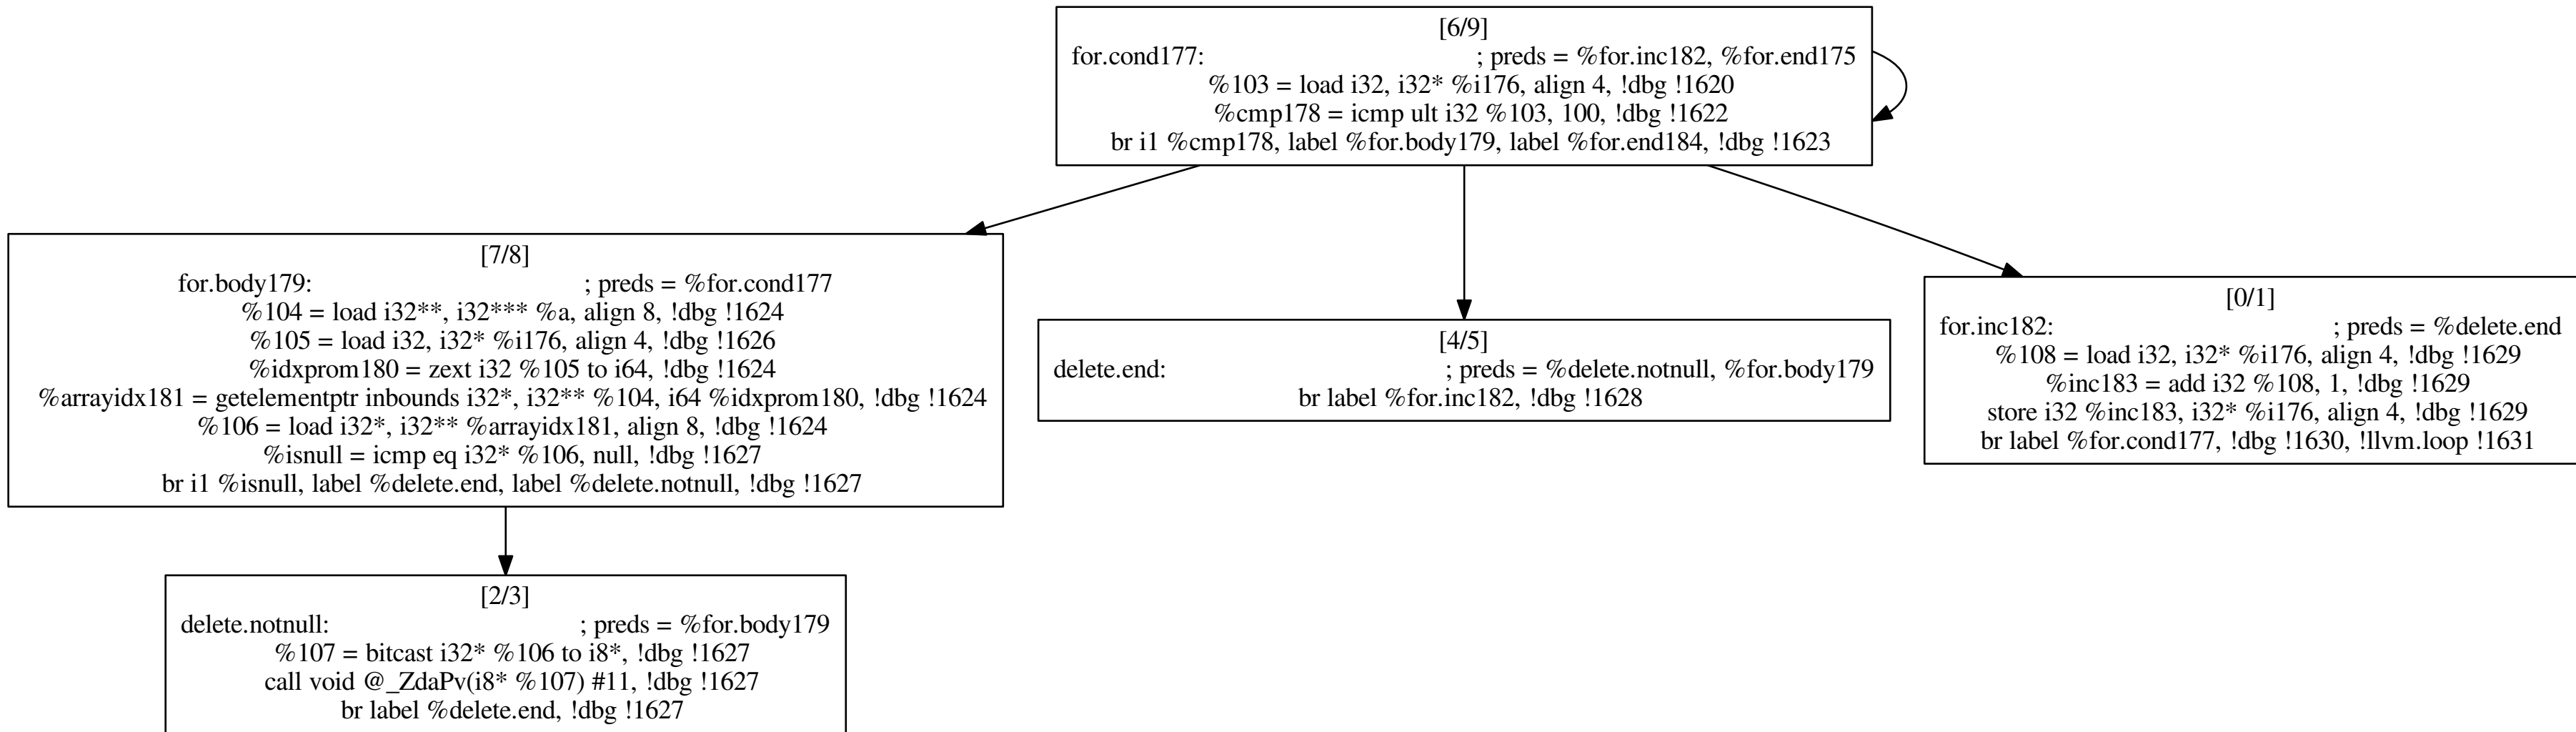 [6/9]
for.cond177: ; preds = %for.inc182, %for.end175
%103 = load i32, i32* %i176, align 4, !dbg !1620
%cmp178 = icmp ult i32 %103, 100, !dbg !1622
br i1 %cmp178, label %for.body179, label %for.end184, !dbg !1623
[7/8]
for.body179: ; preds = %for.cond177
%104 = load i32**, i32*** %a, align 8, !dbg !1624
%105 = load i32, i32* %i176, align 4, !dbg !1626
%idxprom180 = zext i32 %105 to i64, !dbg !1624
%arrayidx181 = getelementptr inbounds i32*, i32** %104, i64 %idxprom180, !dbg !1624
%106 = load i32*, i32** %arrayidx181, align 8, !dbg !1624
%isnull = icmp eq i32* %106, null, !dbg !1627
br i1 %isnull, label %delete.end, label %delete.notnull, !dbg !1627
[4/5]
delete.end: ; preds = %delete.notnull, %for.body179
br label %for.inc182, !dbg !1628
[0/1]
for.inc182: ; preds = %delete.end
%108 = load i32, i32* %i176, align 4, !dbg !1629
%inc183 = add i32 %108, 1, !dbg !1629
store i32 %inc183, i32* %i176, align 4, !dbg !1629
br label %for.cond177, !dbg !1630, !llvm.loop !1631
[2/3]
delete.notnull: ; preds = %for.body179
%107 = bitcast i32* %106 to i8*, !dbg !1627
call void @_ZdaPv(i8* %107) #11, !dbg !1627
br label %delete.end, !dbg !1627